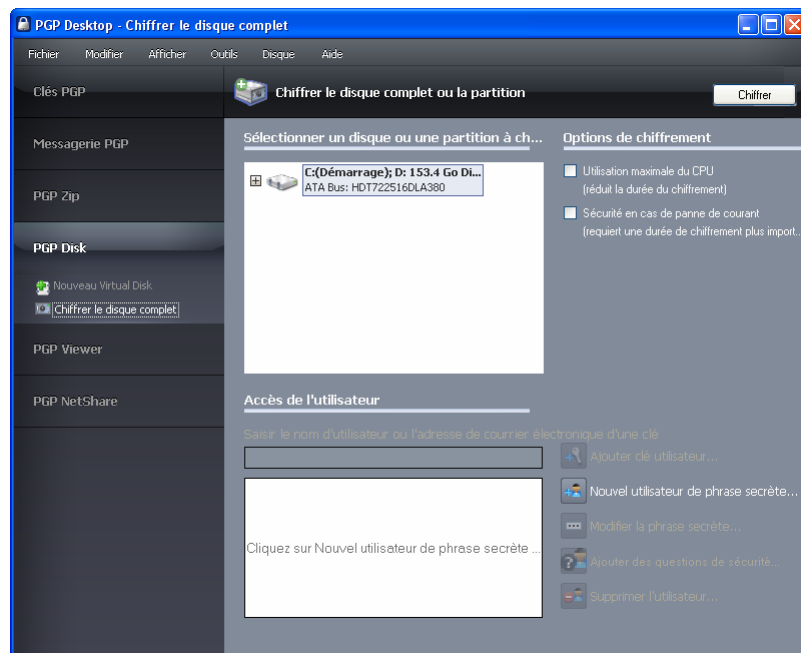 PGP Desktop - Chiffrer le disque complet
Fichier Modifier Afficher Outils Disque Aide
Clés PGP
Chiffrer le disque complet ou la partition
Chiffrer
Messagerie PGP
PGP Zip
PGP Disk
Nouveau Virtual Disk
Chiffrer le disque complet
PGP Viewer
PGP NetShare
Sélectionner un disque ou une partition à ch...
C:(Démarrage); D: 153.4 Go Di...
ATA Bus: HDT722516DLA380
Options de chiffrement
Utilisation maximale du CPU
(réduit la durée du chiffrement)
Sécurité en cas de panne de courant
(requiert une durée de chiffrement plus import...
Accès de l'utilisateur
Saisir le nom d'utilisateur ou l'adresse de courrier électronique d'une clé
Cliquez sur Nouvel utilisateur de phrase secrète ...
Ajouter clé utilisateur...
Nouvel utilisateur de phrase secrète...
Modifier la phrase secrète...
Ajouter des questions de sécurité...
Supprimer l'utilisateur...